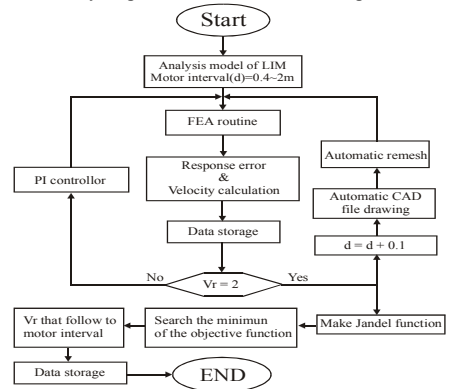 Start
Analysis model of LIM
Motor interval(d)=0.4~2m
FEA routine
Response error
&
Velocity calculation
Data storage
PI controllor
Automatic remesh
Automatic CAD
file drawing
d = d + 0.1
No
Vr = 2
Yes
Make Jandel function
Search the minimun
of the objective function
Vr that follow to
motor interval
Data storage
END